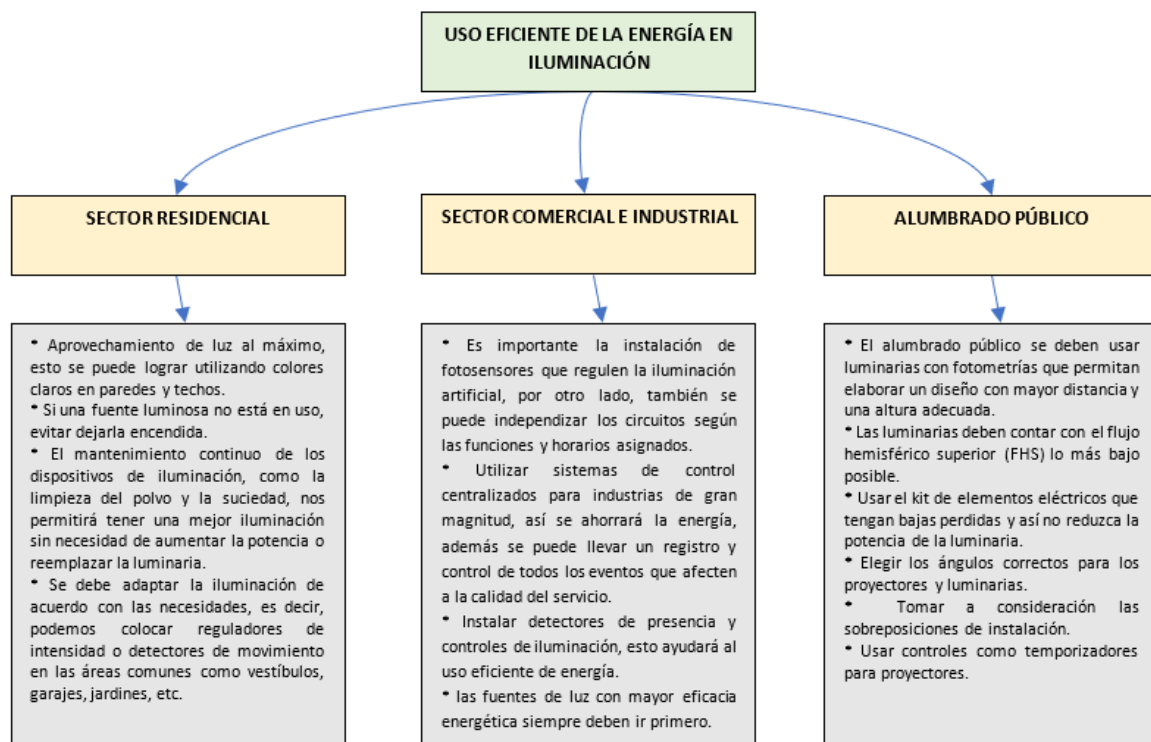 USO EFICIENTE DE LA ENERGÍA EN
ILUMINACIÓN
SECTOR RESIDENCIAL
SECTOR COMERCIAL E INDUSTRIAL
ALUMBRADO PÚBLICO
* Aprovechamiento de luz al máximo,
esto se puede lograr utilizando colores
claros en paredes y techos.
* Si una fuente luminosa no está en uso,
evitar dejarla encendida.
* El mantenimiento continuo de los
dispositivos de iluminación, como la
limpieza del polvo y la suciedad, nos
permitirá tener una mejor iluminación
sin necesidad de aumentar la potencia o
reemplazar la luminaria.
* Se debe adaptar la iluminación de
acuerdo con las necesidades, es decir,
podemos colocar reguladores de
intensidad o detectores de movimiento
en las áreas comunes como vestíbulos,
garajes, jardines, etc.
* Es importante la instalación de
fotosensores que regulen la iluminación
artificial, por otro lado, también se
puede independizar los circuitos según
las funciones y horarios asignados.
* Utilizar sistemas de control
centralizados para industrias de gran
magnitud, así se ahorrará la energía,
además se puede llevar un registro y
control de todos los eventos que afecten
a la calidad del servicio.
* Instalar detectores de presencia y
controles de iluminación, esto ayudará al
uso eficiente de energía.
* las fuentes de luz con mayor eficacia
energética siempre deben ir primero.
* El alumbrado público se deben usar
luminarias con fotometrías que permitan
elaborar un diseño con mayor distancia y
una altura adecuada.
* Las luminarias deben contar con el flujo
hemisférico superior (FHS) lo más bajo
posible.
* Usar el kit de elementos eléctricos que
tengan bajas perdidas y así no reduzca la
potencia de la luminaria.
* Elegir los ángulos correctos para los
proyectores y luminarias.
* Tomar a consideración las
sobreposiciones de instalación.
* Usar controles como temporizadores
para proyectores.